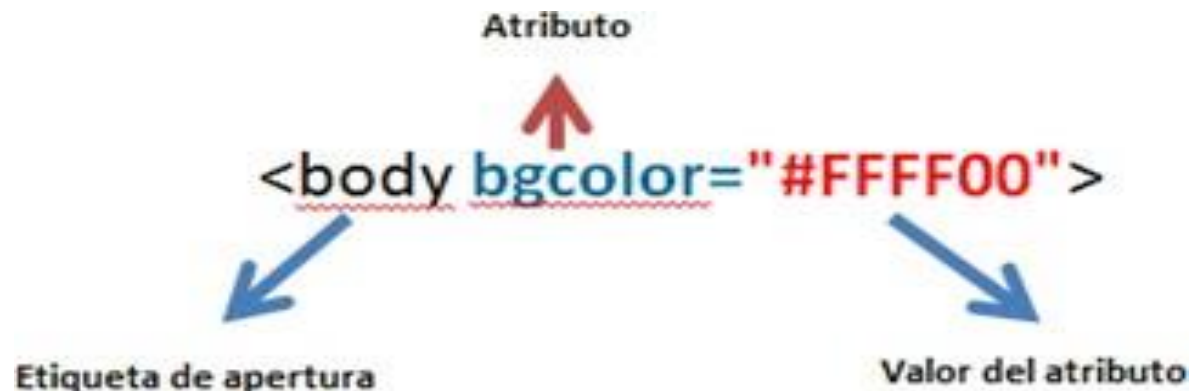 Atributo
<body bgcolor="#FFFF00">
Etiqueta de apertura
Valor del atributo